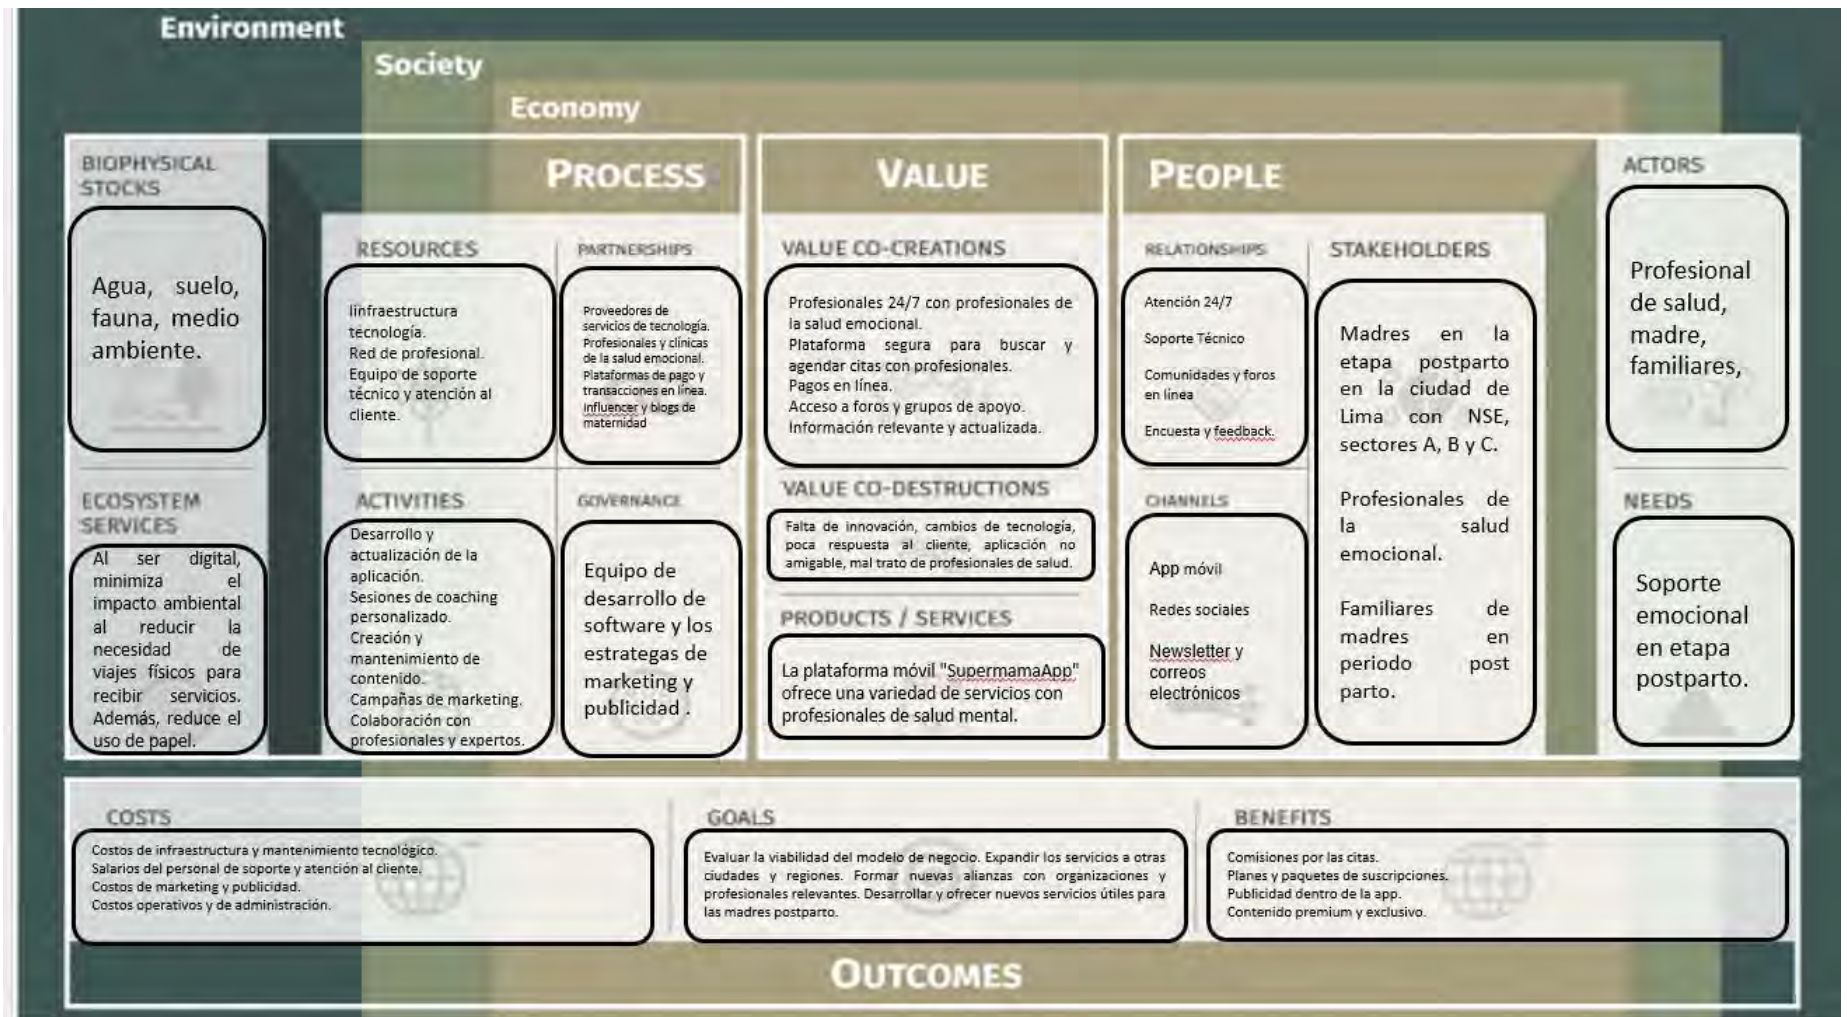 Environment
Society
Economy
PROCESS
VALUE
PEOPLE
BIOPHYSICAL
STOCKS
Agua, suelo,
fauna, medio
ambiente.
ECOSYSTEM
SERVICES
Al ser digital,
minimiza el
impacto ambiental
al reducir la
necesidad de
viajes físicos para
recibir servicios.
Además, reduce el
uso de papel.
RESOURCES
Iinfraestructura
tecnología.
Red de profesional.
Equipo de soporte
técnico y atención al
cliente.
PARTNERSHIPS
Proveedores de
servicios de tecnología.
Profesionales y clínicas
de la salud emocional.
Plataformas de pago y
transacciones en línea.
Influencer y blogs de
maternidad
ACTIVITIES
Desarrollo y
actualización de la
aplicación.
Sesiones de coaching
personalizado.
Creación y
mantenimiento de
contenido.
Campañas de marketing.
Colaboración con
profesionales y expertos.
GOVERNANCE
Equipo de
desarrollo de
software y los
estrategas de
marketing y
publicidad .
VALUE CO-CREATIONS
Profesionales 24/7 con profesionales de
la salud emocional.
Plataforma segura para buscar y
agendar citas con profesionales.
Pagos en línea.
Acceso a foros y grupos de apoyo.
Información relevante y actualizada.
VALUE CO-DESTRUCTIONS
Falta de innovación, cambios de tecnología,
poca respuesta al cliente, aplicación no
amigable, mal trato de profesionales de salud.
PRODUCTS / SERVICES
La plataforma móvil "SupermamaApp"
ofrece una variedad de servicios con
profesionales de salud mental.
RELATIONSHIPS
Atención 24/7
Soporte Técnico
Comunidades y foros
en línea
Encuesta y feedback.
CHANNELS
App móvil
Redes sociales
Newsletter y
correos
electrónicos
STAKEHOLDERS
Madres en la
etapa postparto
en la ciudad de
Lima con NSE,
sectores A, B y C.
Profesionales de
la salud
emocional.
Familiares de
madres en
periodo post
parto.
ACTORS
Profesional
de salud,
madre,
familiares,
NEEDS
Soporte
emocional
en etapa
postparto.
COSTS
Costos de infraestructura y mantenimiento tecnológico.
Salarios del personal de soporte y atención al cliente.
Costos de marketing y publicidad.
Costos operativos y de administración.
GOALS
Evaluar la viabilidad del modelo de negocio. Expandir los servicios a otras
ciudades y regiones. Formar nuevas alianzas con organizaciones y
profesionales relevantes. Desarrollar y ofrecer nuevos servicios útiles para
las madres postparto.
BENEFITS
Comisiones por las citas.
Planes y paquetes de suscripciones.
Publicidad dentro de la app.
Contenido premium y exclusivo.
OUTCOMES